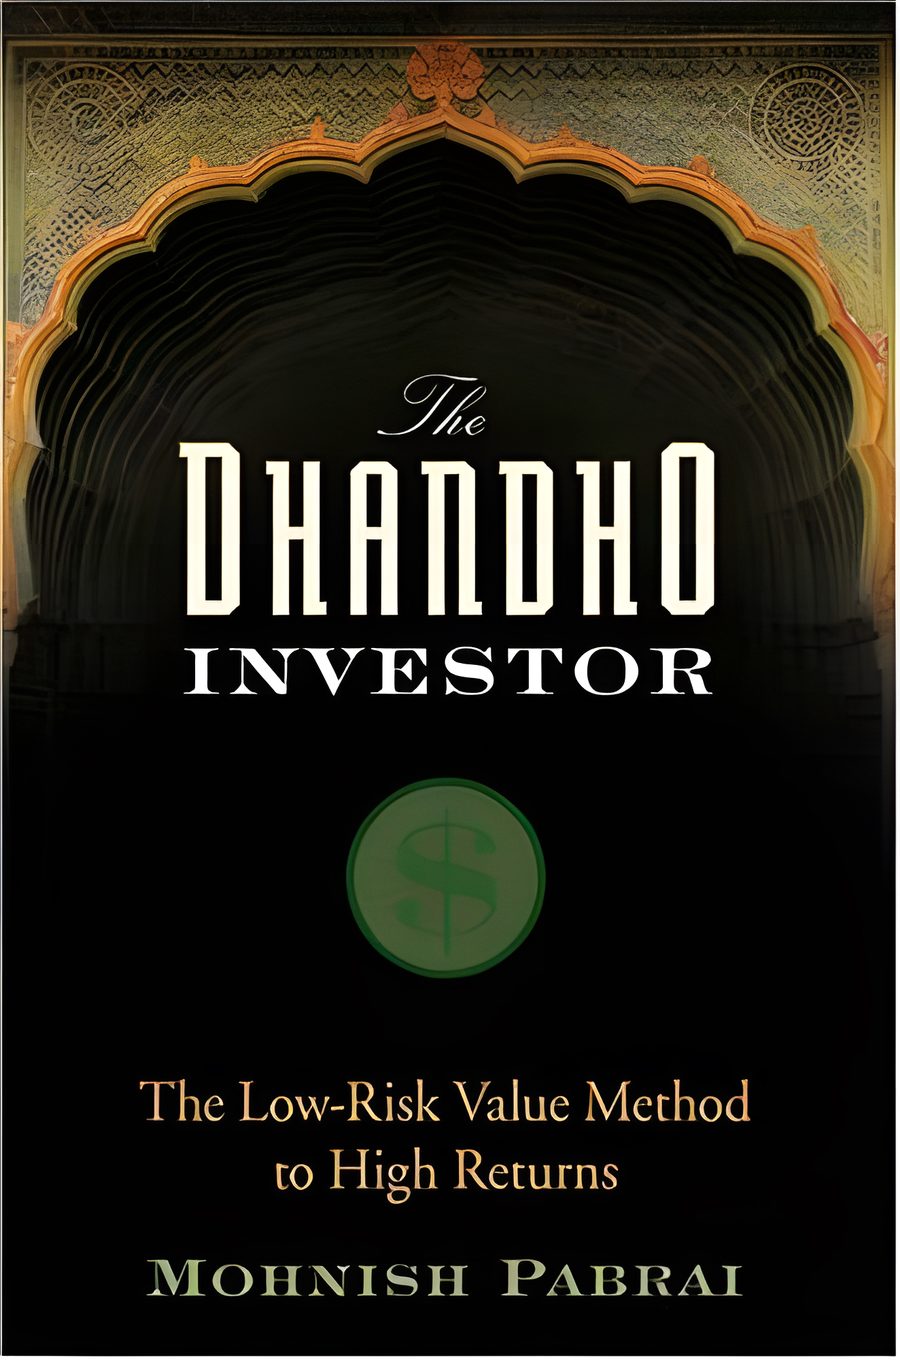 The
DHANDHO
INVESTOR
$
The Low-Risk Value Method
to High Returns
MOHNISH PABRAI